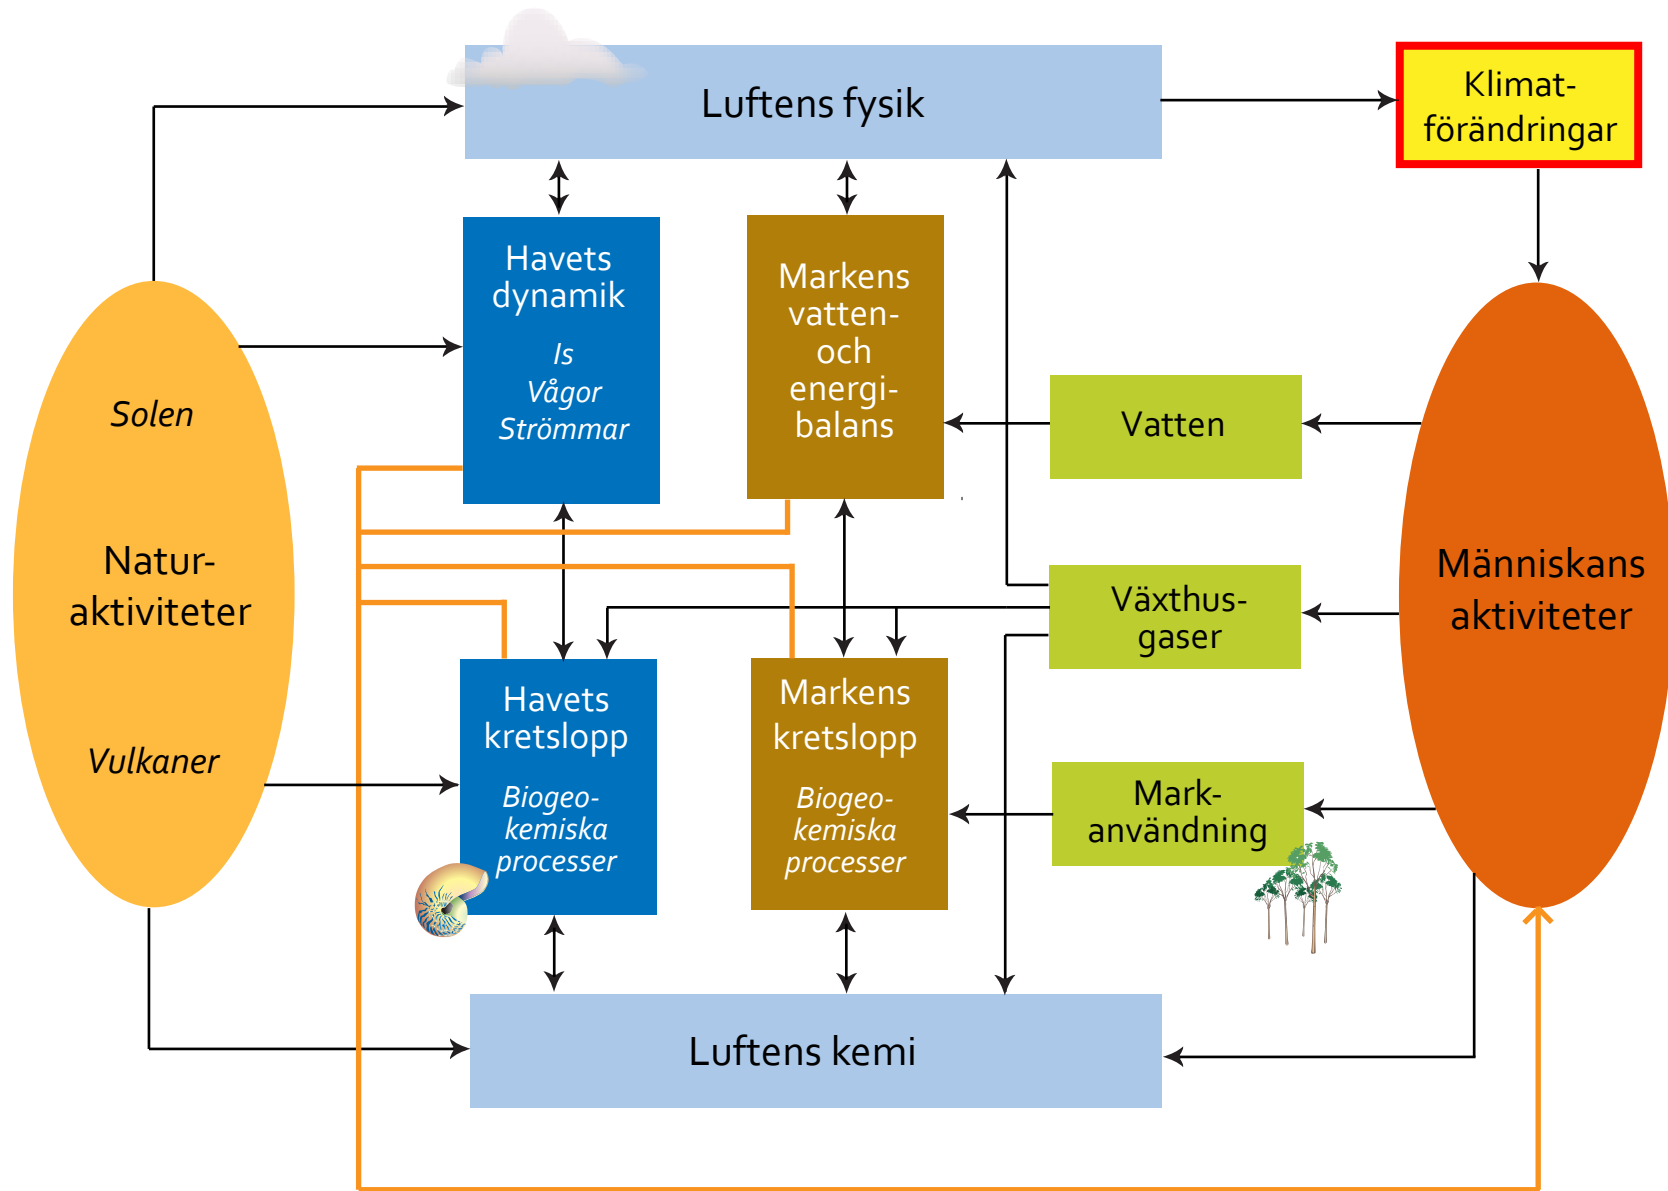 Luftens fysik
Klimat-
förändringar
Havets
dynamik
Is
Vågor
Strömmar
Markens
vatten-
och
energi-
balans
Solen
Natur-
aktiviteter
Vulkaner
Vatten
Växthus-
gaser
Mark-
användning
Människans
aktiviteter
Havets
kretslopp
Biogeo-
kemiska
processer
Markens
kretslopp
Biogeo-
kemiska
processer
Luftens kemi